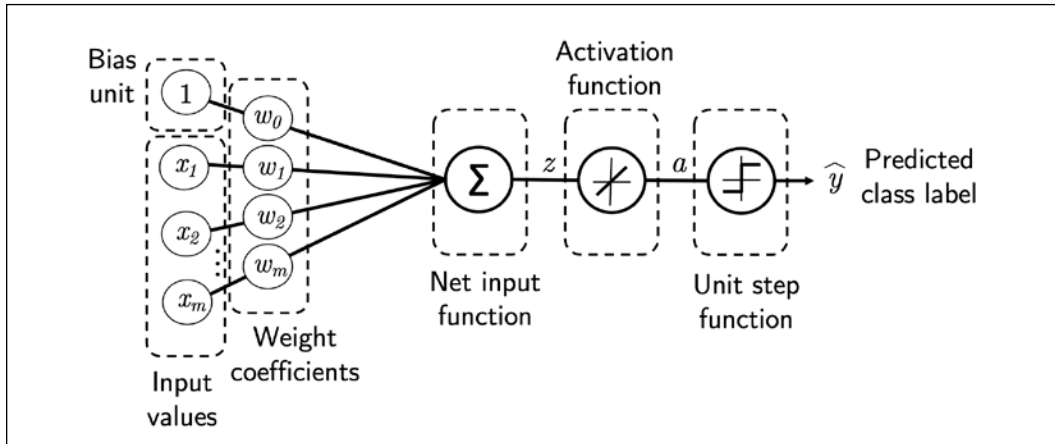 Bias
unit
1
w₀
x₁
w₁
x₂
w₂
⋮
xₘ
wₘ
Input
values
Weight
coefficients
Σ
Net input
function
z
Activation
function
a
Unit step
function
ŷ
Predicted
class label